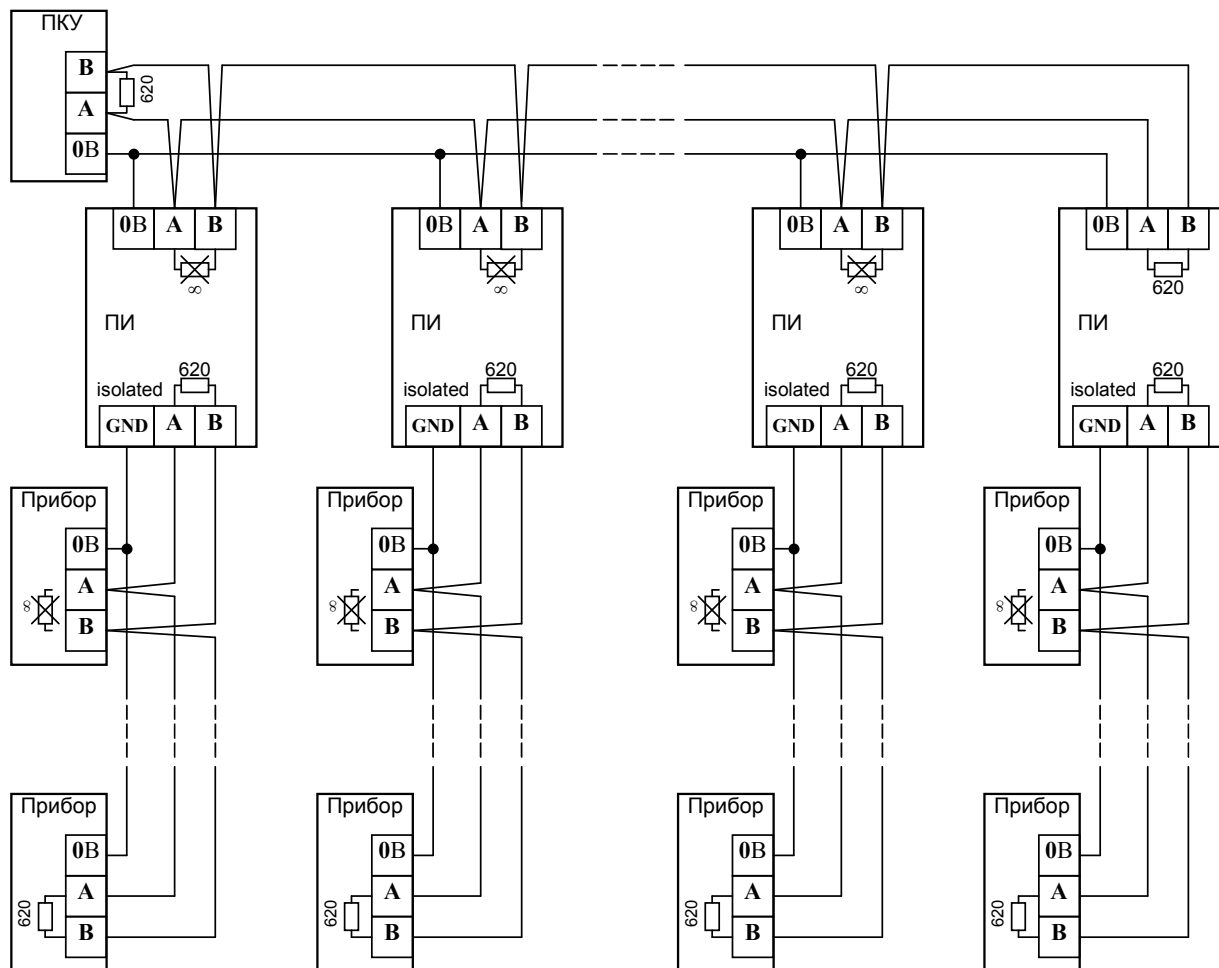 ПКУ
B
620
A
0В
0В A B 0В A B 0В A B 0В A B
∞ ∞ ∞ 620
ПИ ПИ ПИ ПИ
620 620 620 620
isolated isolated isolated isolated
GND A B GND A B GND A B GND A B
Прибор Прибор Прибор Прибор
0В 0В 0В 0В
A A A A
∞ ∞ ∞ ∞
B B B B
Прибор Прибор Прибор Прибор
0В 0В 0В 0В
A A A A
620 620 620 620
B B B B